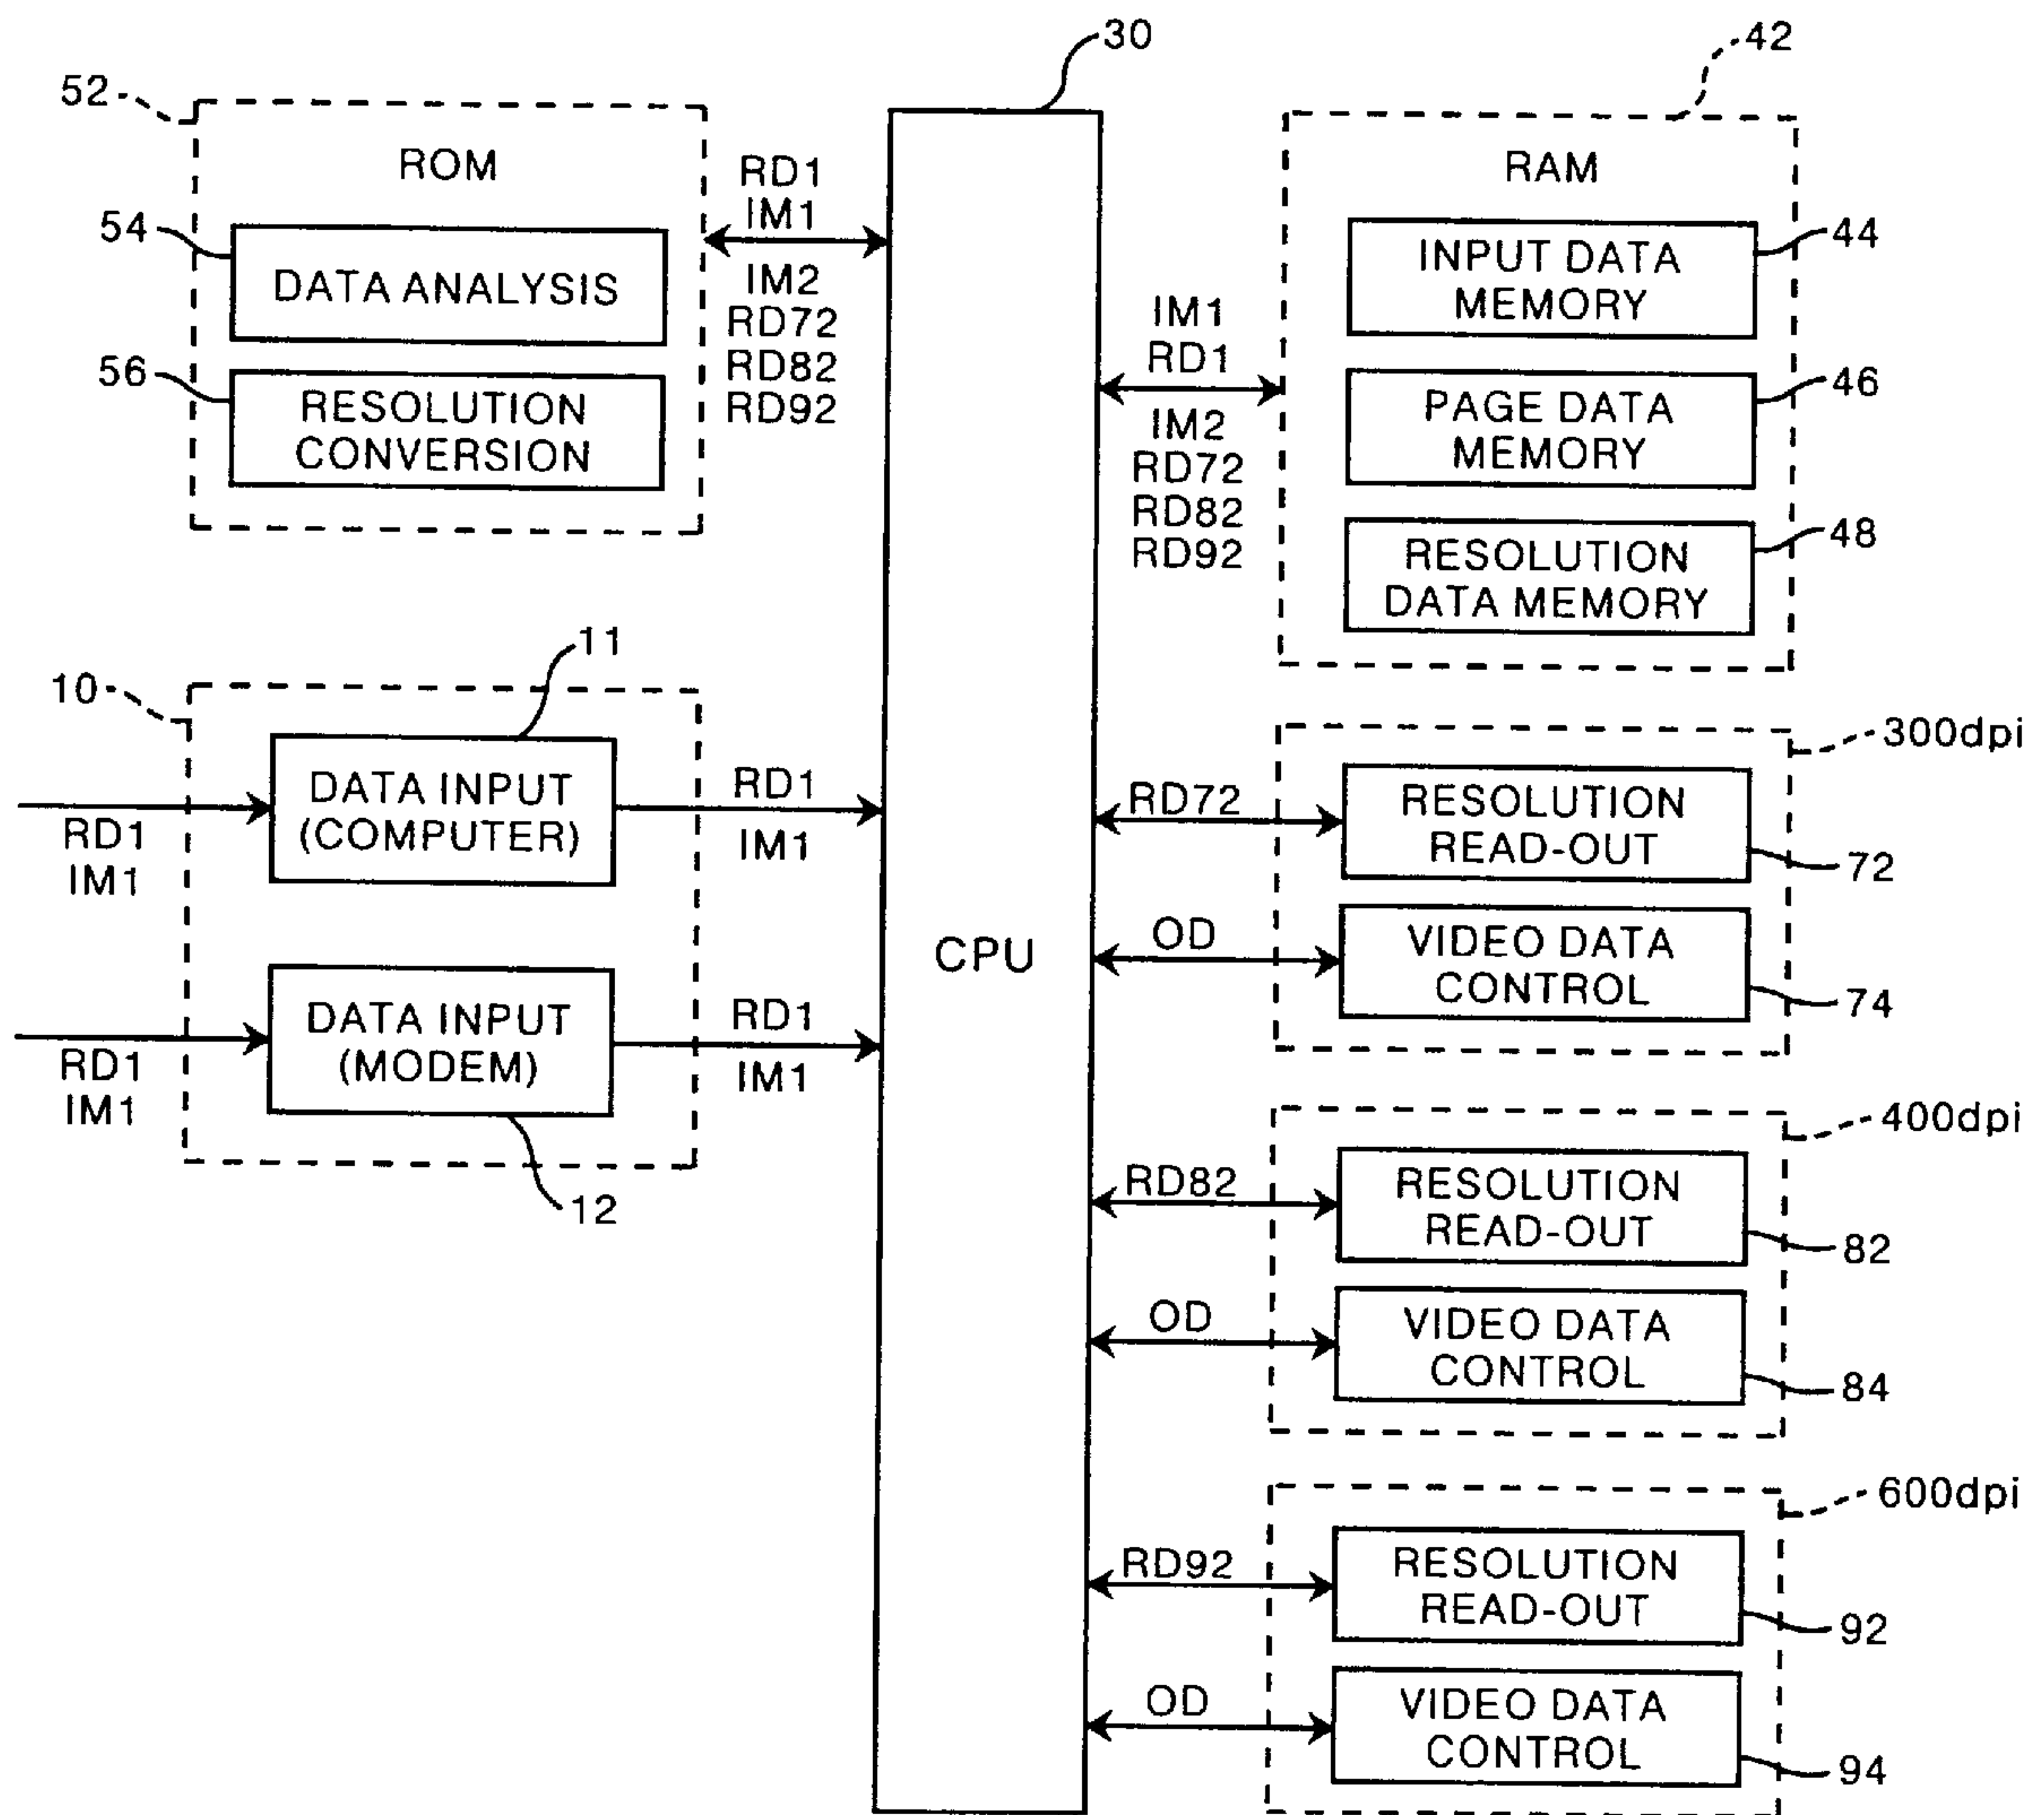 30
42
52
ROM
RAM
RD1
IM1
54
44
INPUT DATA
MEMORY
DATA ANALYSIS
IM2
RD72
RD82
RD92
IM1
RD1
56
46
RESOLUTION
CONVERSION
PAGE DATA
MEMORY
IM2
RD72
RD82
RD92
48
RESOLUTION
DATA MEMORY
11
10
300dpi
DATA INPUT
(COMPUTER)
RD1
IM1
RD1
IM1
RD72
RESOLUTION
READ-OUT
72
CPU
OD
VIDEO DATA
CONTROL
74
DATA INPUT
(MODEM)
RD1
IM1
RD1
IM1
12
400dpi
RD82
RESOLUTION
READ-OUT
82
OD
VIDEO DATA
CONTROL
84
600dpi
RD92
RESOLUTION
READ-OUT
92
OD
VIDEO DATA
CONTROL
94